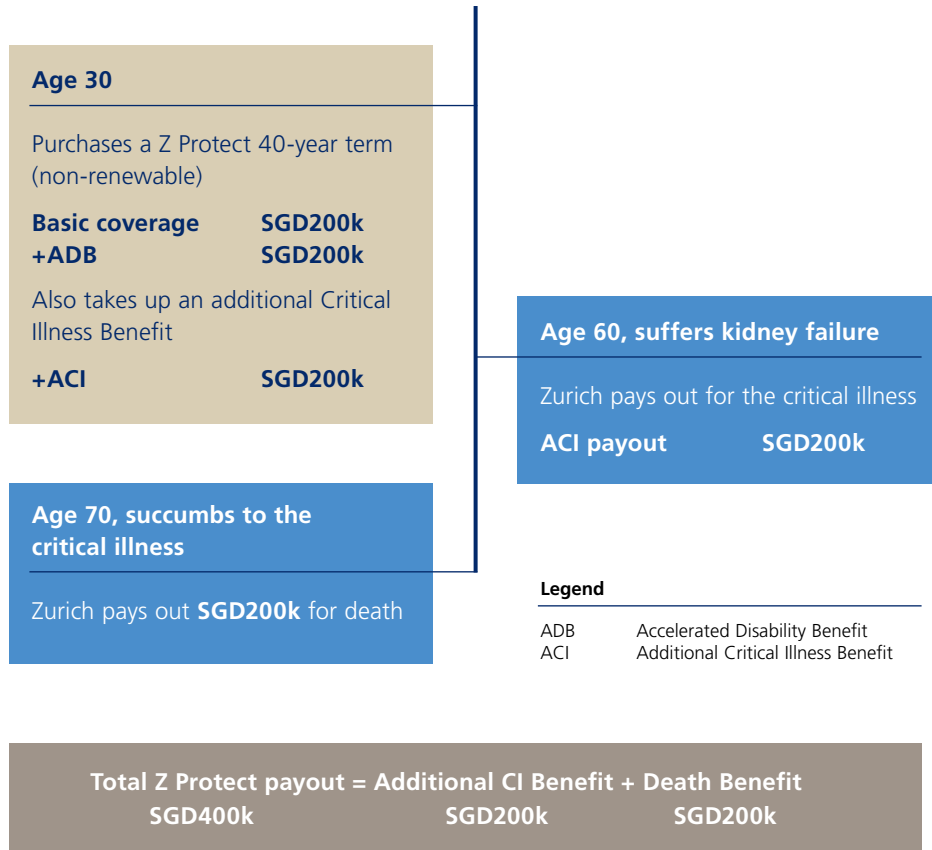 Age 30
Purchases a Z Protect 40-year term
(non-renewable)
Basic coverage SGD200k
+ADB SGD200k
Also takes up an additional Critical
Illness Benefit
+ACI SGD200k
Age 60, suffers kidney failure
Zurich pays out for the critical illness
ACI payout SGD200k
Age 70, succumbs to the
critical illness
Zurich pays out SGD200k for death
Legend
ADB Accelerated Disability Benefit
ACI Additional Critical Illness Benefit
Total Z Protect payout = Additional CI Benefit + Death Benefit
SGD400k SGD200k SGD200k